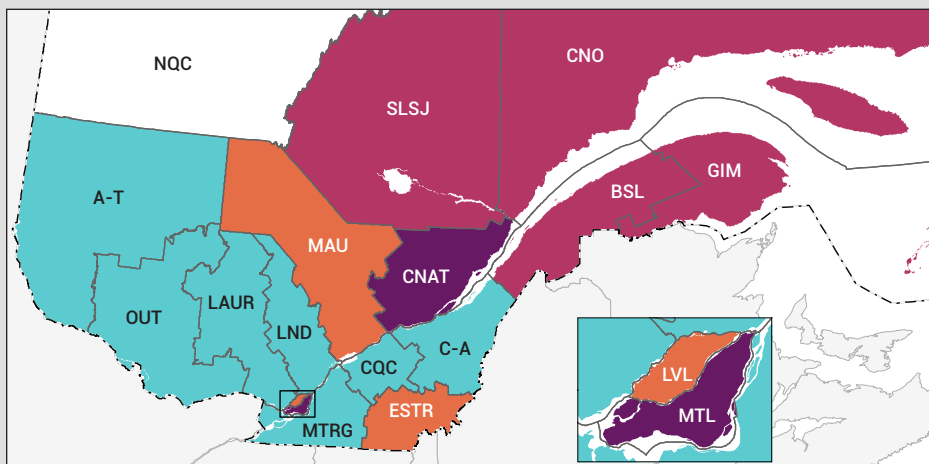 NQC
CNO
SLSJ
GIM
BSL
A-T
MAU
CNAT
LAUR
OUT
LND
C-A
CQC
LVL
ESTR
MTL
MTRG